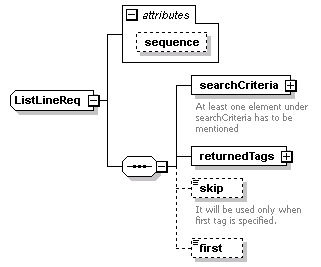 attributes
sequence
ListLineReq
searchCriteria
At least one element under
searchCriteria has to be
mentioned
returnedTags
skip
It will be used only when
first tag is specified.
first